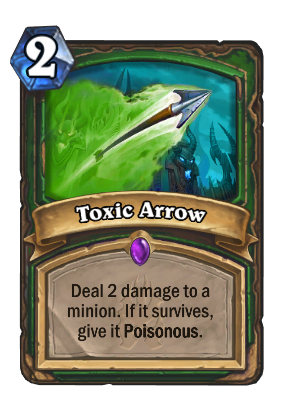 2
Toxic Arrow
Deal 2 damage to a
minion. If it survives,
give it Poisonous.